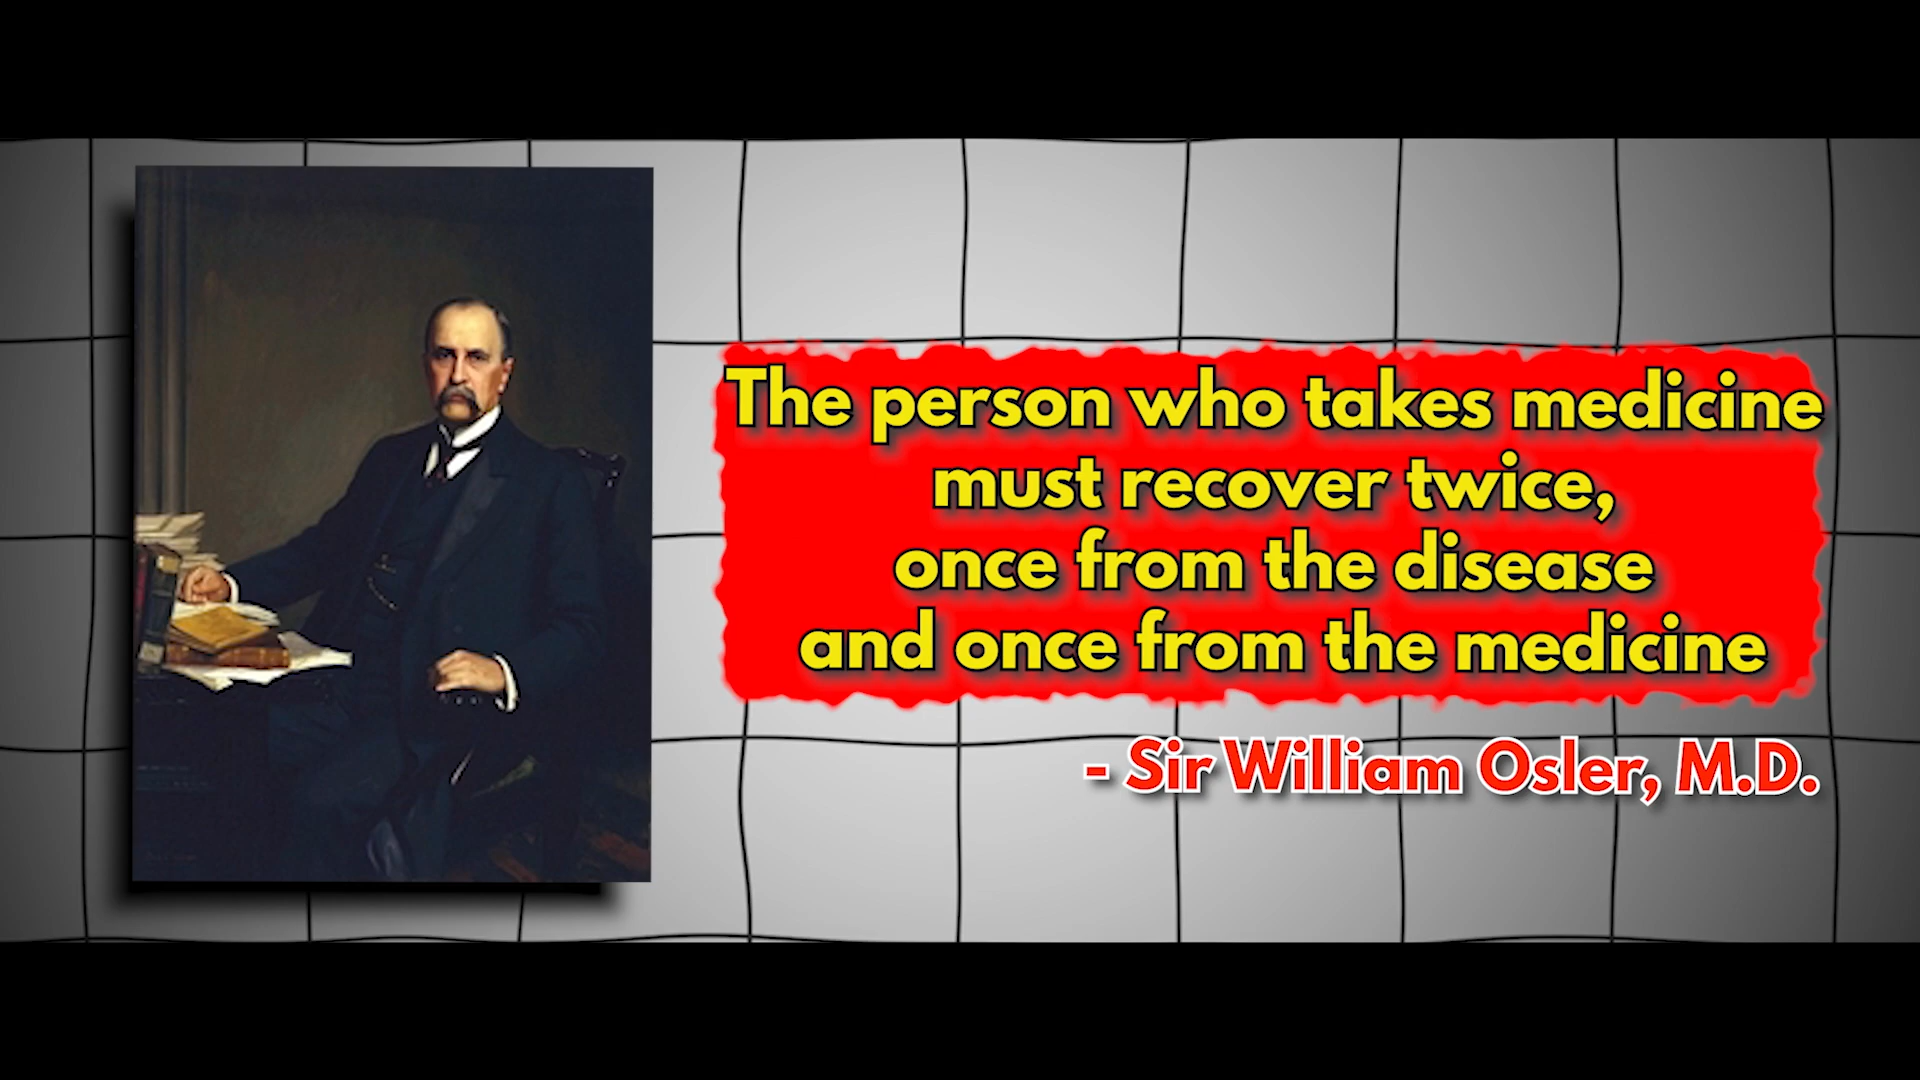 The person who takes medicine
must recover twice,
once from the disease
and once from the medicine
- Sir William Osler, M.D.